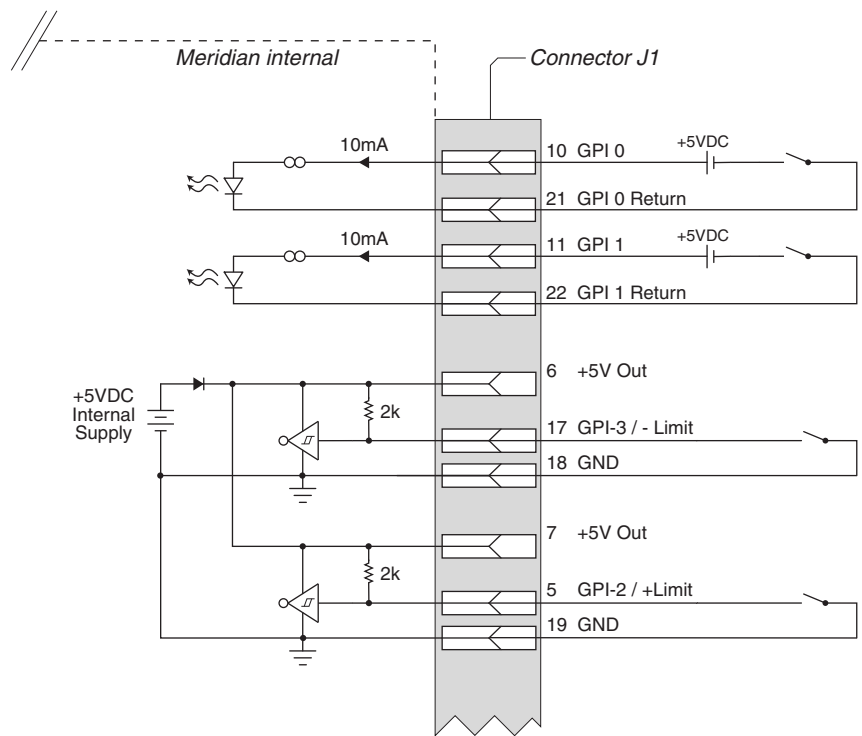 Meridian internal
Connector J1
10mA
10 GPI 0
+5VDC
21 GPI 0 Return
10mA
11 GPI 1
+5VDC
22 GPI 1 Return
6 +5V Out
+5VDC
Internal
Supply
2k
17 GPI-3 / - Limit
18 GND
7 +5V Out
2k
5 GPI-2 / +Limit
19 GND